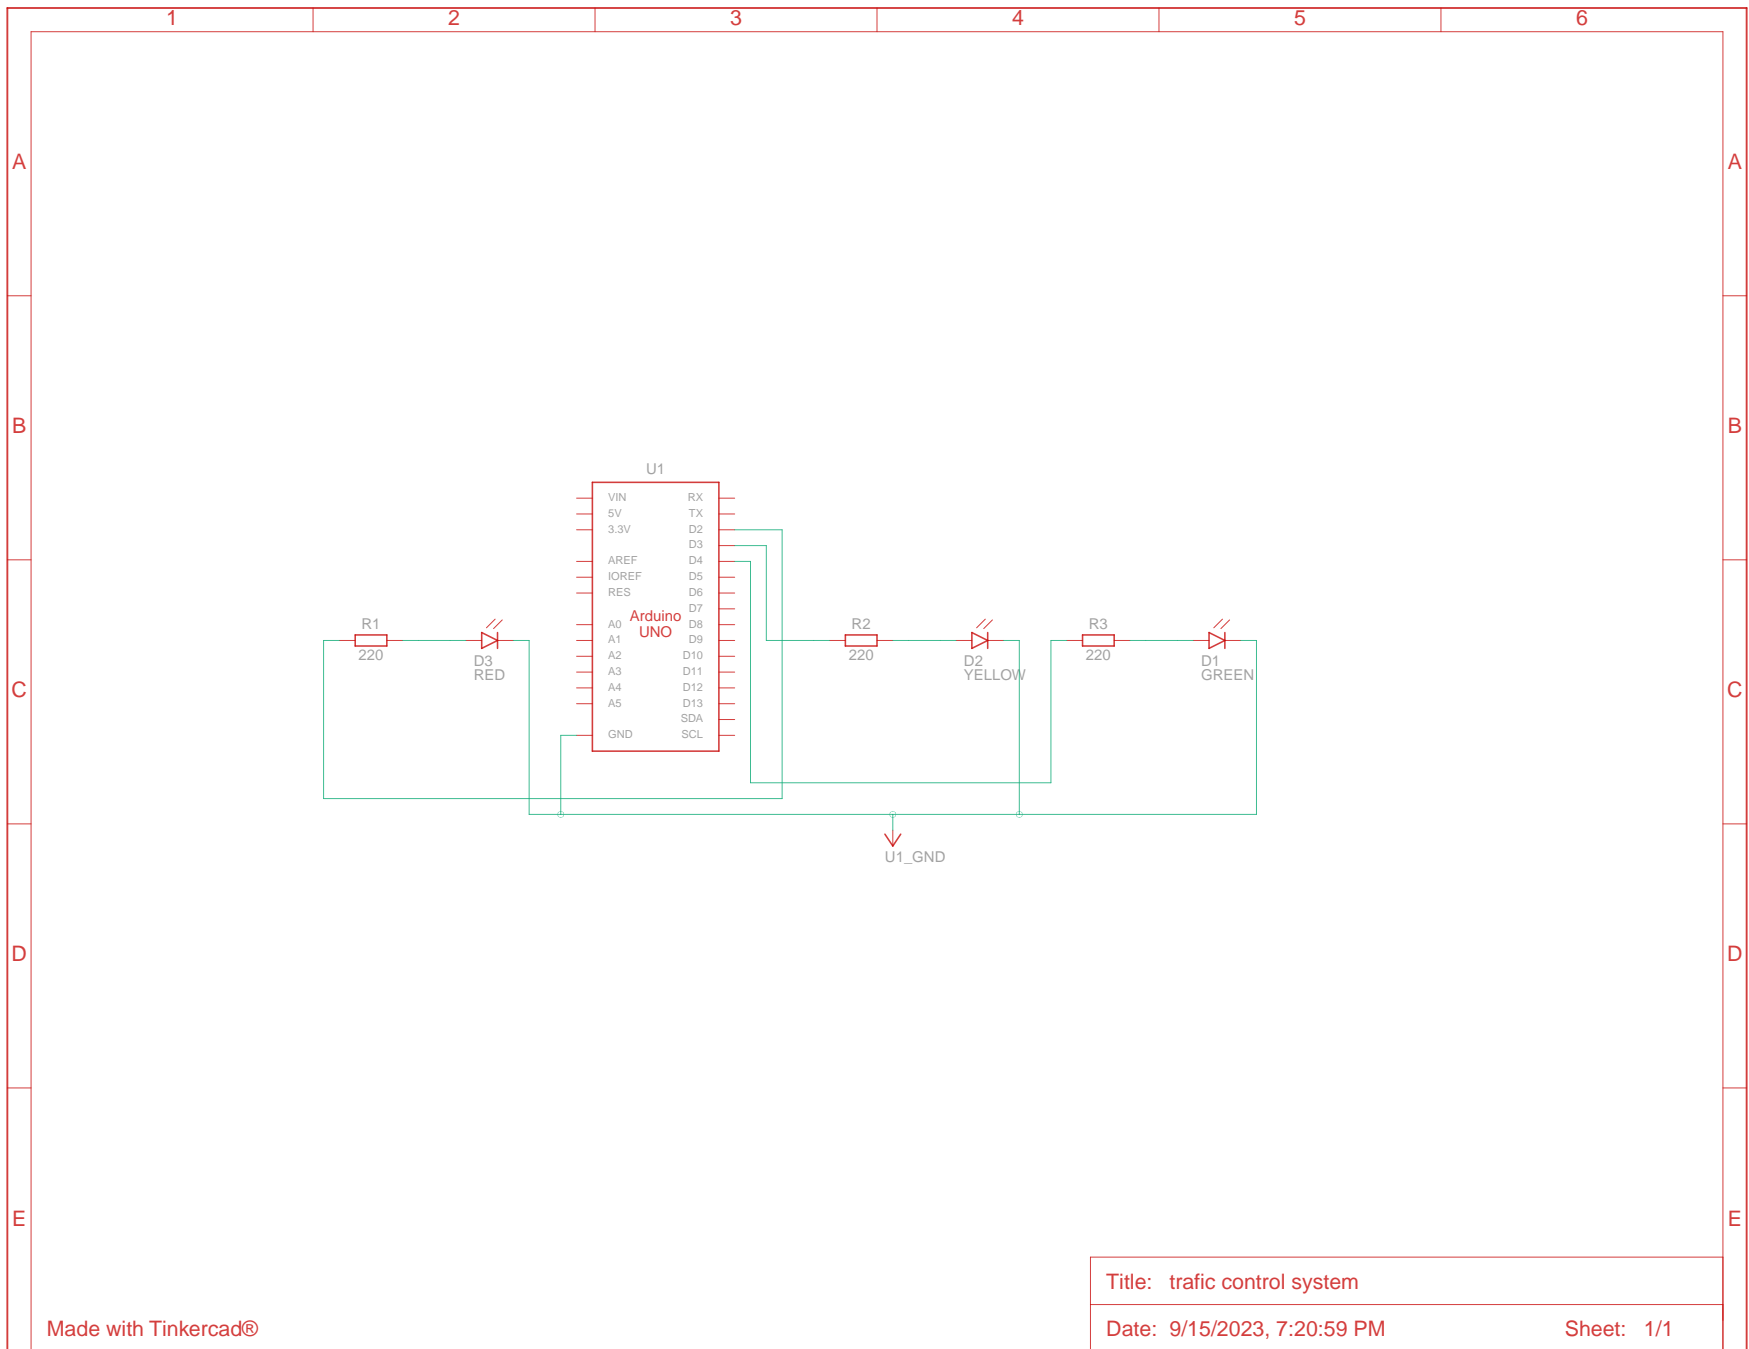 1 2 3 4 5 6
A A
B B
U1
VIN RX
5V TX
3.3V D2
D3
AREF D4
IOREF D5
RES D6
D7
Arduino
UNO
A0 D8
A1 D9
A2 D10
A3 D11
A4 D12
A5 D13
SDA
GND SCL
R1
220
D3
RED
R2
220
D2
YELLOW
R3
220
D1
GREEN
C C
U1_GND
D D
E E
Title: trafic control system
Made with Tinkercad®
Date: 9/15/2023, 7:20:59 PM Sheet: 1/1